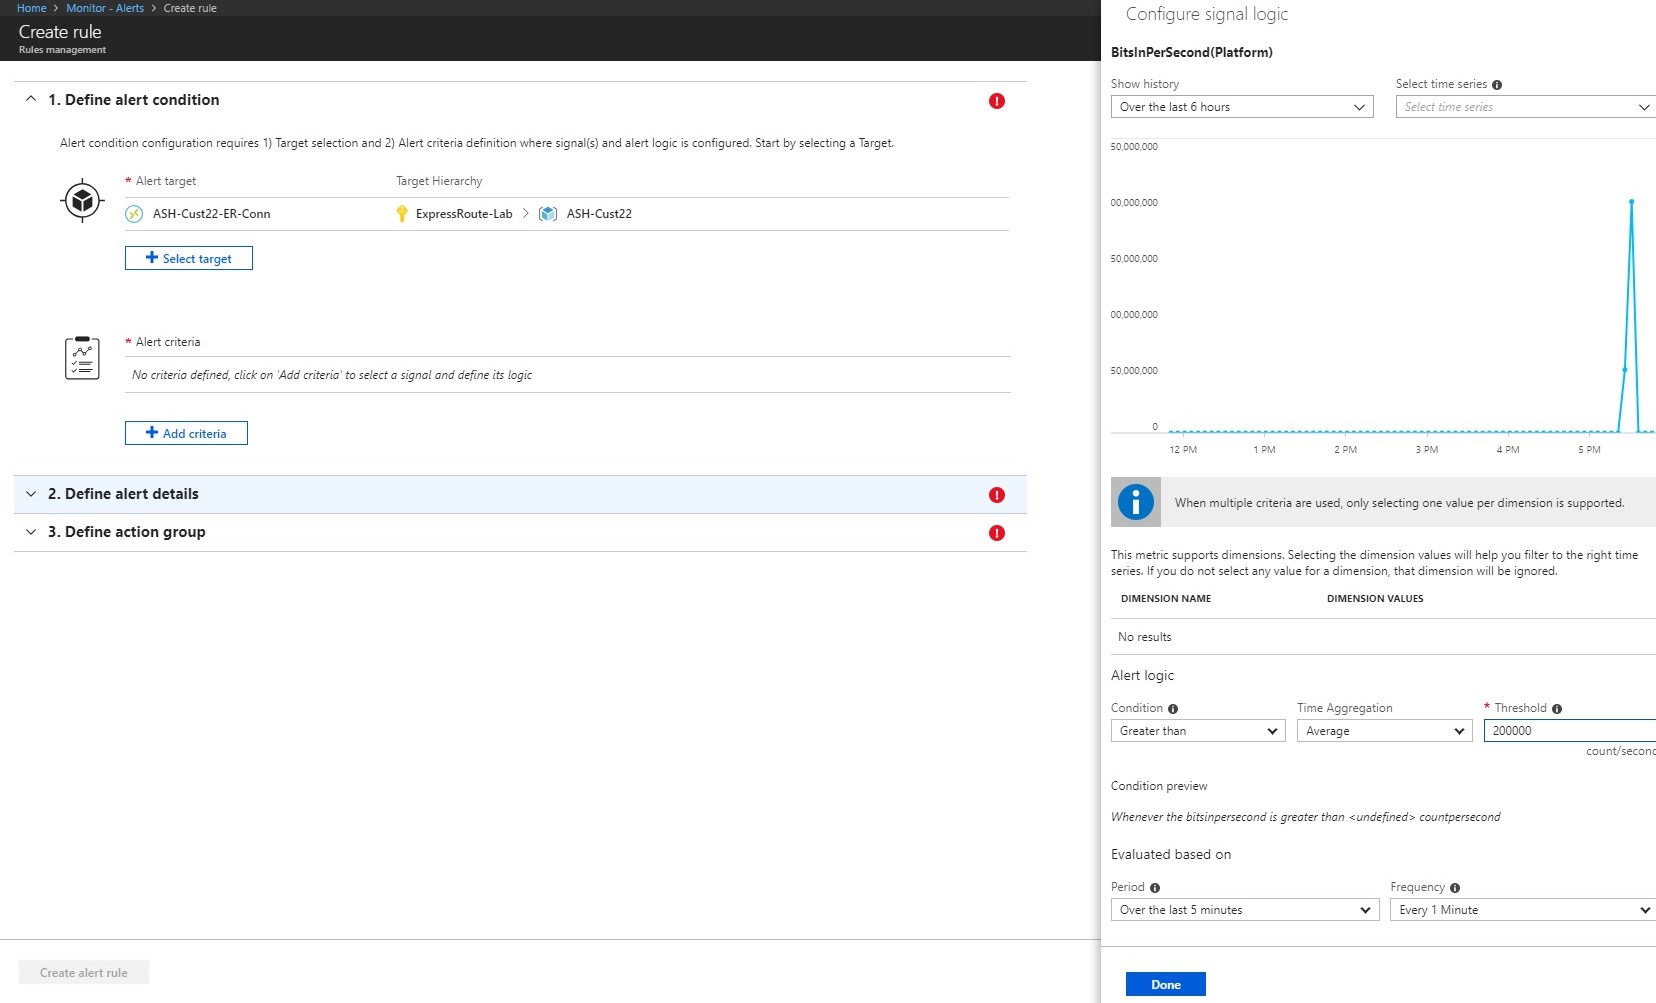 Home > Monitor - Alerts > Create rule
Create rule
Rules management
1. Define alert condition
Alert condition configuration requires 1) Target selection and 2) Alert criteria definition where signal(s) and alert logic is configured. Start by selecting a Target.
* Alert target Target Hierarchy
ASH-Cust22-ER-Conn ExpressRoute-Lab > ASH-Cust22
+ Select target
* Alert criteria
No criteria defined, click on 'Add criteria' to select a signal and define its logic
+ Add criteria
2. Define alert details
3. Define action group
Create alert rule
Configure signal logic
BitsInPerSecond(Platform)
Show history Select time series
Over the last 6 hours Select time series
50,000,000
00,000,000
50,000,000
00,000,000
50,000,000
0
12 PM 1 PM 2 PM 3 PM 4 PM 5 PM
When multiple criteria are used, only selecting one value per dimension is supported.
This metric supports dimensions. Selecting the dimension values will help you filter to the right time
series. If you do not select any value for a dimension, that dimension will be ignored.
DIMENSION NAME DIMENSION VALUES
No results
Alert logic
Condition Time Aggregation * Threshold
Greater than Average 200000
count/second
Condition preview
Whenever the bitsinpersecond is greater than <undefined> countpersecond
Evaluated based on
Period Frequency
Over the last 5 minutes Every 1 Minute
Done